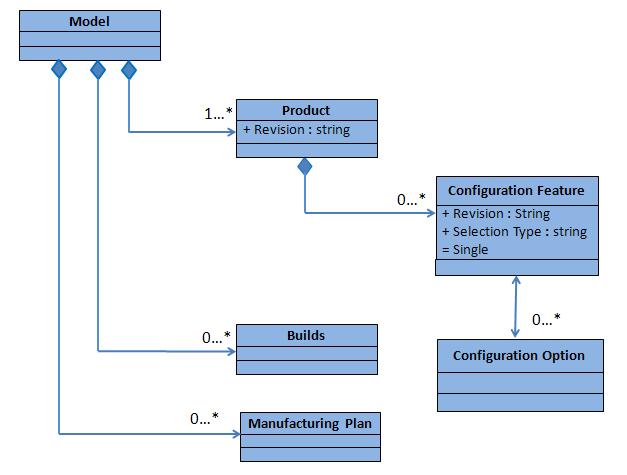 Model
1...*
Product
+ Revision : string
0...*
Configuration Feature
+ Revision : String
+ Selection Type : string
= Single
0...*
Configuration Option
0...*
Builds
0...*
Manufacturing Plan